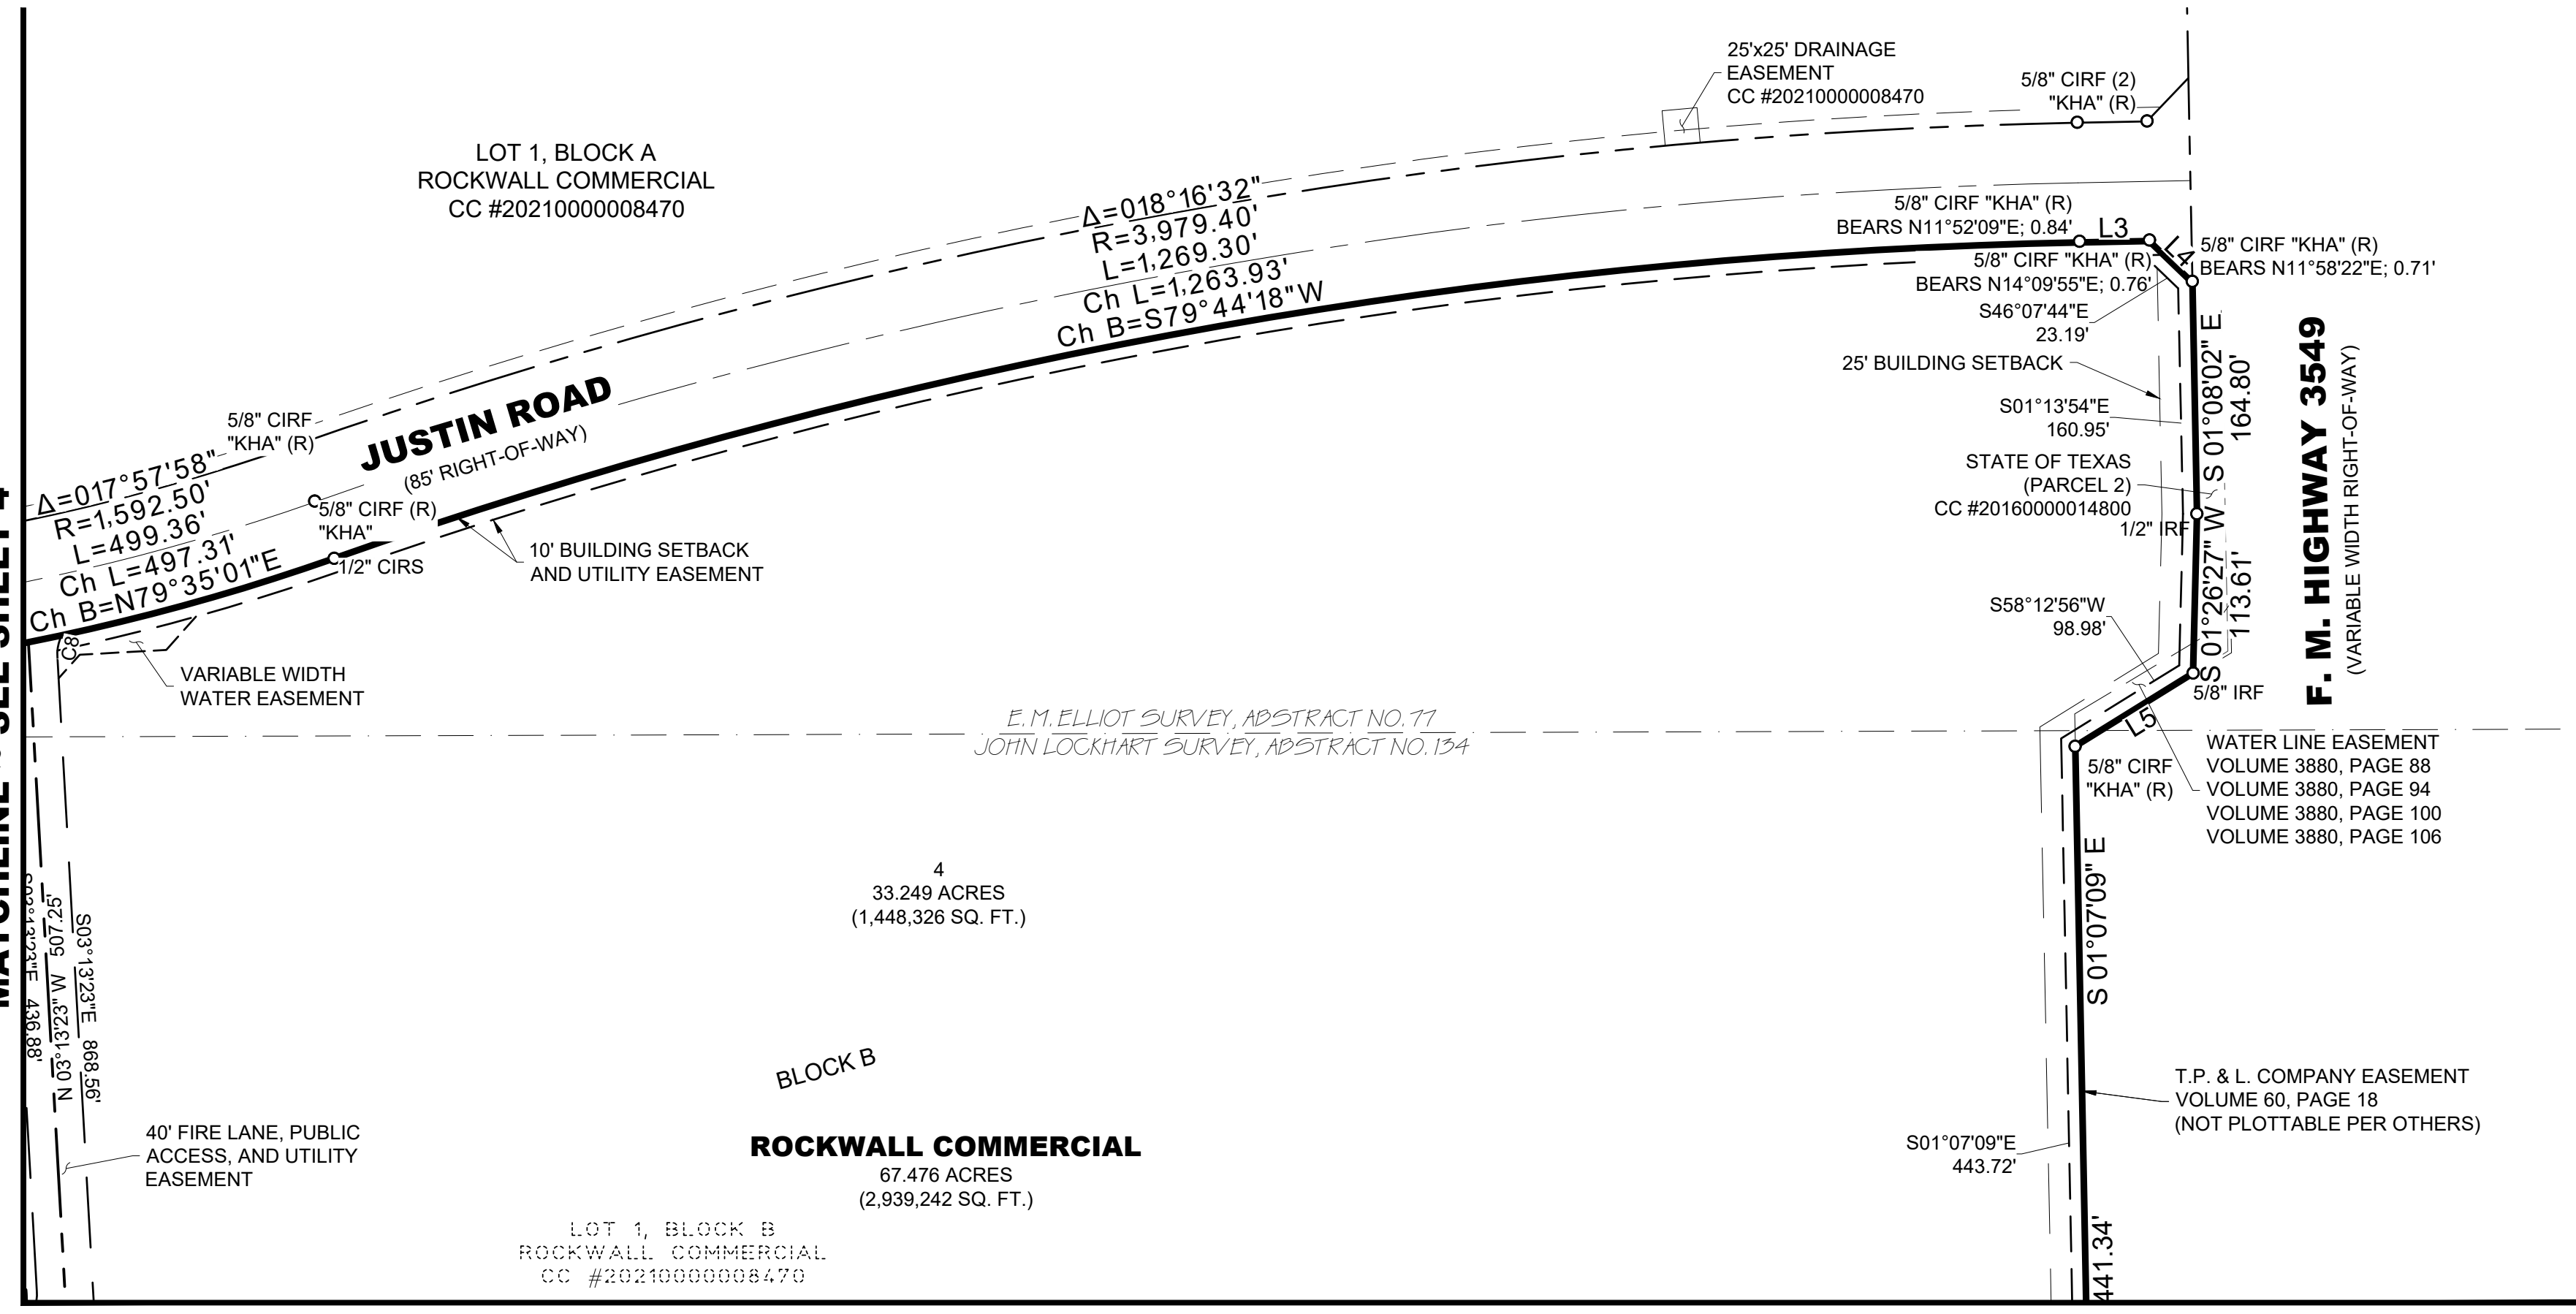 25'x25' DRAINAGE
EASEMENT
CC #20210000008470
5/8" CIRF (2)
"KHA" (R)
LOT 1, BLOCK A
ROCKWALL COMMERCIAL
CC #20210000008470
Δ=018°16'32"
R=3,979.40'
L=1,269.30'
Ch L=1,263.93'
Ch B=S79°44'18"W
5/8" CIRF "KHA" (R)
BEARS N11°52'09"E; 0.84'
L3
L4
5/8" CIRF "KHA" (R)
BEARS N11°58'22"E; 0.71'
5/8" CIRF "KHA" (R)
BEARS N14°09'55"E; 0.76'
S46°07'44"E
23.19'
25' BUILDING SETBACK
S01°13'54"E
160.95'
S 01°08'02" E
164.80'
F. M. HIGHWAY 3549
(VARIABLE WIDTH RIGHT-OF-WAY)
STATE OF TEXAS
(PARCEL 2)
CC #20160000014800
1/2" IRF
S 01°26'27" W
113.61'
S58°12'56"W
98.98'
5/8" IRF
L5
5/8" CIRF
"KHA" (R)
JUSTIN ROAD
(85' RIGHT-OF-WAY)
Δ=017°57'58"
R=1,592.50'
L=499.36'
Ch L=497.31'
Ch B=N79°35'01"E
5/8" CIRF (R)
"KHA"
1/2" CIRS
10' BUILDING SETBACK
AND UTILITY EASEMENT
C8
VARIABLE WIDTH
WATER EASEMENT
E. M. ELLIOT SURVEY, ABSTRACT NO. 77
JOHN LOCKHART SURVEY, ABSTRACT NO. 134
WATER LINE EASEMENT
VOLUME 3880, PAGE 88
VOLUME 3880, PAGE 94
VOLUME 3880, PAGE 100
VOLUME 3880, PAGE 106
5/8" CIRF
"KHA" (R)
4
33.249 ACRES
(1,448,326 SQ. FT.)
S03°13'23"E 436.88'
N 03°13'23" W 507.25'
S03°13'23"E 868.56'
S 01°07'09" E
BLOCK B
T.P. & L. COMPANY EASEMENT
VOLUME 60, PAGE 18
(NOT PLOTTABLE PER OTHERS)
40' FIRE LANE, PUBLIC
ACCESS, AND UTILITY
EASEMENT
ROCKWALL COMMERCIAL
67.476 ACRES
(2,939,242 SQ. FT.)
S01°07'09"E
443.72'
LOT 1, BLOCK B
ROCKWALL COMMERCIAL
CC #20210000008470
441.34'